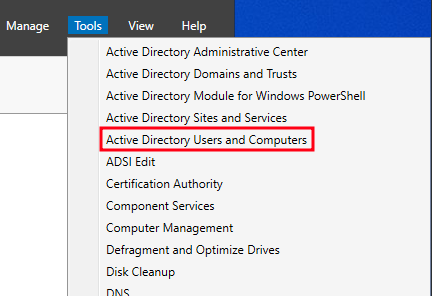 Manage Tools View Help
Active Directory Administrative Center
Active Directory Domains and Trusts
Active Directory Module for Windows PowerShell
Active Directory Sites and Services
Active Directory Users and Computers
ADSI Edit
Certification Authority
Component Services
Computer Management
Defragment and Optimize Drives
Disk Cleanup
DNS